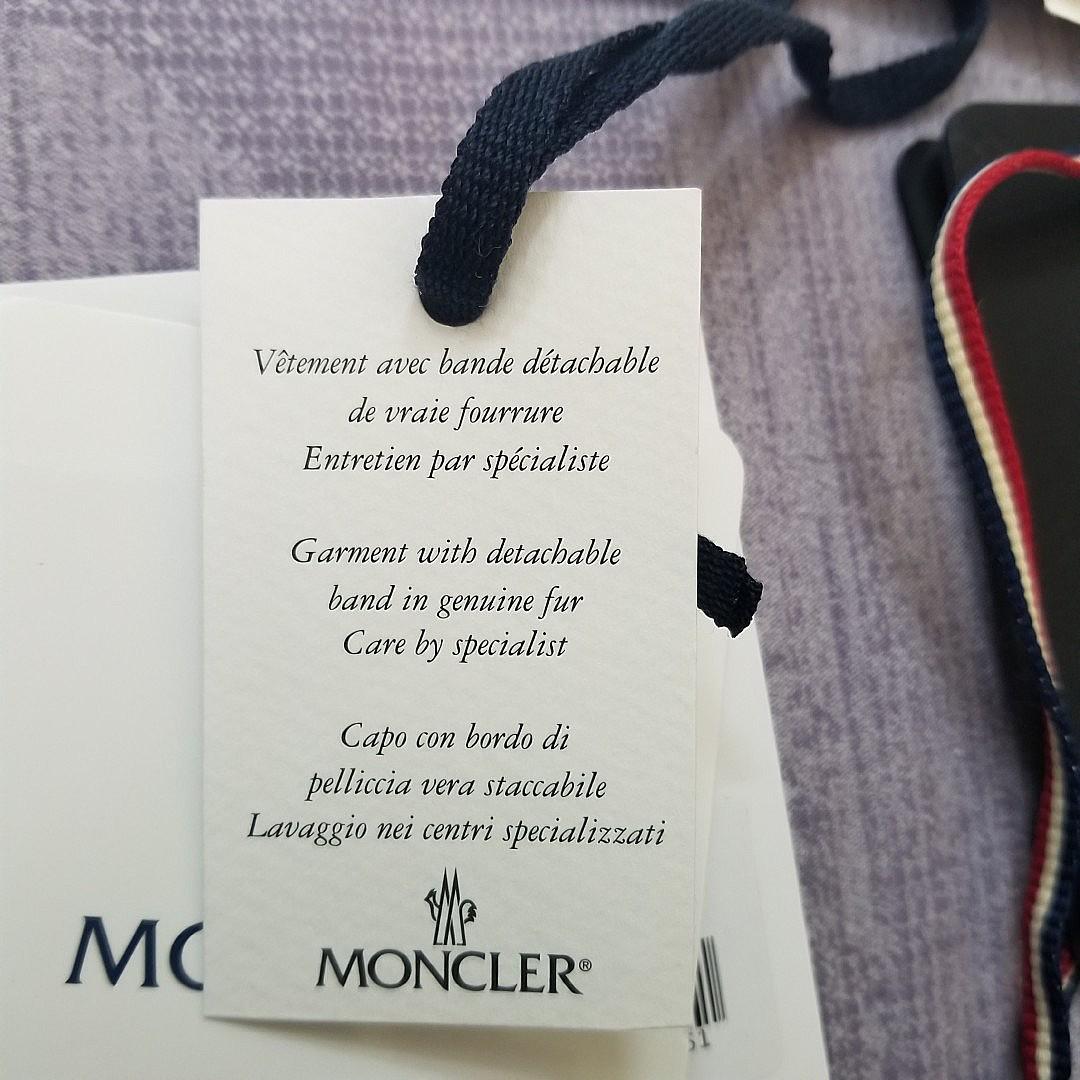 Vêtement avec bande détachable
de vraie fourrure
Entretien par spécialiste
Garment with detachable
band in genuine fur
Care by specialist
Capo con bordo di
pelliccia vera staccabile
Lavaggio nei centri specializzati
MONCLER®